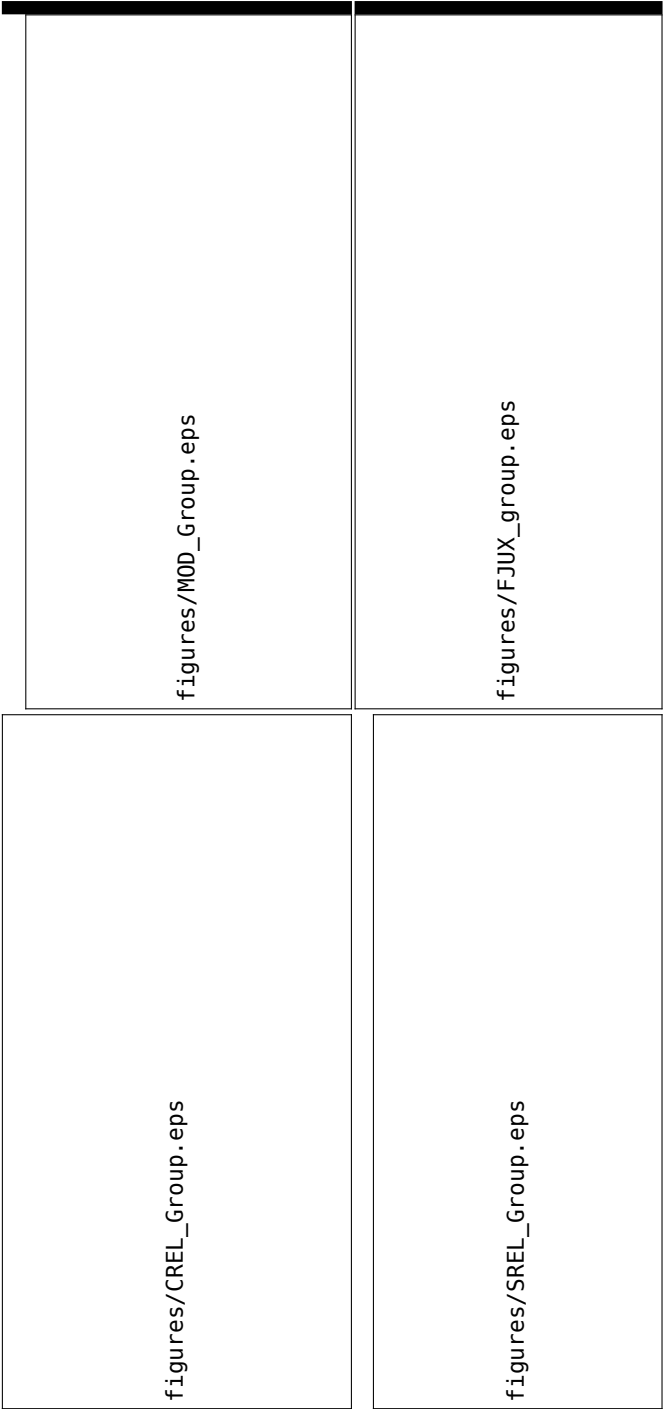 figures/CREL_Group.eps
figures/MOD_Group.eps
figures/SREL_Group.eps
figures/FJUX_group.eps